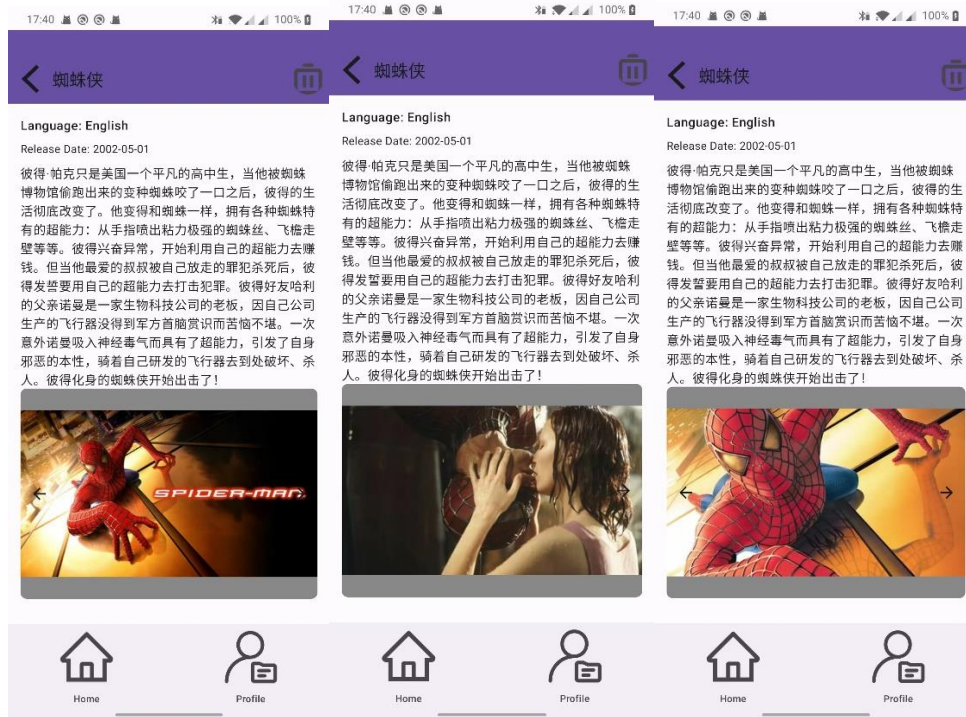 17:40
100%
蜘蛛侠
Language: English
Release Date: 2002-05-01
彼得·帕克只是美国一个平凡的高中生，当他被蜘蛛
博物馆偷跑出来的变种蜘蛛咬了一口之后，彼得的生
活彻底改变了。他变得和蜘蛛一样，拥有各种蜘蛛特
有的超能力：从手指喷出粘力极强的蜘蛛丝、飞檐走
壁等等。彼得兴奋异常，开始利用自己的超能力去赚
钱。但当他最爱的叔叔被自己放走的罪犯杀死后，彼
得发誓要用自己的超能力去打击犯罪。彼得好友哈利
的父亲诺曼是一家生物科技公司的老板，因自己公司
生产的飞行器没得到军方首脑赏识而苦恼不堪。一次
意外诺曼吸入神经毒气而具有了超能力，引发了自身
邪恶的本性，骑着自己研发的飞行器去到处破坏、杀
人。彼得化身的蜘蛛侠开始出击了！
SPIDER-MAN
Home
Profile
17:40
100%
蜘蛛侠
Language: English
Release Date: 2002-05-01
彼得·帕克只是美国一个平凡的高中生，当他被蜘蛛
博物馆偷跑出来的变种蜘蛛咬了一口之后，彼得的生
活彻底改变了。他变得和蜘蛛一样，拥有各种蜘蛛特
有的超能力：从手指喷出粘力极强的蜘蛛丝、飞檐走
壁等等。彼得兴奋异常，开始利用自己的超能力去赚
钱。但当他最爱的叔叔被自己放走的罪犯杀死后，彼
得发誓要用自己的超能力去打击犯罪。彼得好友哈利
的父亲诺曼是一家生物科技公司的老板，因自己公司
生产的飞行器没得到军方首脑赏识而苦恼不堪。一次
意外诺曼吸入神经毒气而具有了超能力，引发了自身
邪恶的本性，骑着自己研发的飞行器去到处破坏、杀
人。彼得化身的蜘蛛侠开始出击了！
Home
Profile
17:40
100%
蜘蛛侠
Language: English
Release Date: 2002-05-01
彼得·帕克只是美国一个平凡的高中生，当他被蜘蛛
博物馆偷跑出来的变种蜘蛛咬了一口之后，彼得的生
活彻底改变了。他变得和蜘蛛一样，拥有各种蜘蛛特
有的超能力：从手指喷出粘力极强的蜘蛛丝、飞檐走
壁等等。彼得兴奋异常，开始利用自己的超能力去赚
钱。但当他最爱的叔叔被自己放走的罪犯杀死后，彼
得发誓要用自己的超能力去打击犯罪。彼得好友哈利
的父亲诺曼是一家生物科技公司的老板，因自己公司
生产的飞行器没得到军方首脑赏识而苦恼不堪。一次
意外诺曼吸入神经毒气而具有了超能力，引发了自身
邪恶的本性，骑着自己研发的飞行器去到处破坏、杀
人。彼得化身的蜘蛛侠开始出击了！
Home
Profile